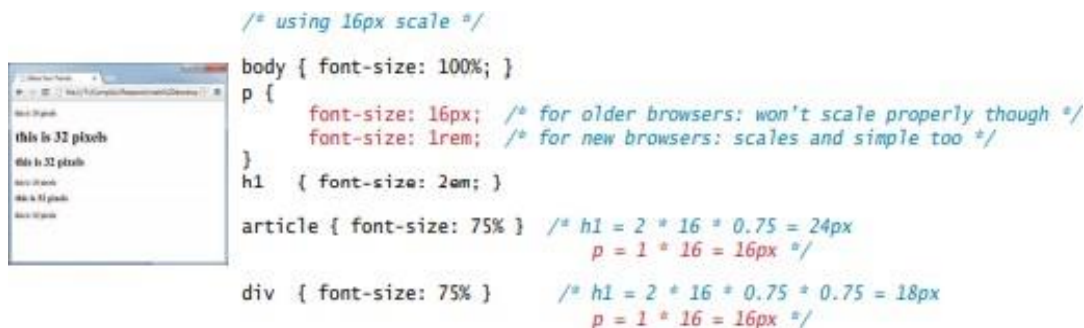 /* using 16px scale */
body { font-size: 100%; }
p {
font-size: 16px; /* for older browsers: won't scale properly though */
font-size: 1rem; /* for new browsers: scales and simple too */
}
h1 { font-size: 2em; }
article { font-size: 75% } /* h1 = 2 * 16 * 0.75 = 24px
p = 1 * 16 = 16px */
div { font-size: 75% } /* h1 = 2 * 16 * 0.75 * 0.75 = 18px
p = 1 * 16 = 16px */
this is 32 pixels
this is 32 pixels
this is 32 pixels